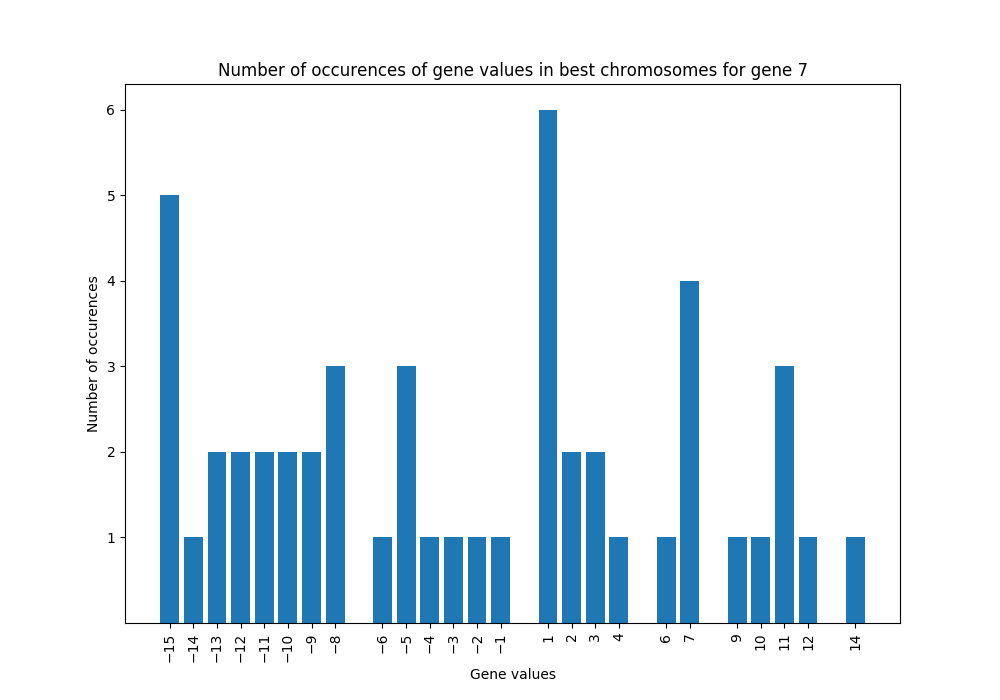 Number of occurences of gene values in best chromosomes for gene 7
6
5
4
3
2
1
Number of occurences
−15 −14 −13 −12 −11 −10 −9 −8 −6 −5 −4 −3 −2 −1 1 2 3 4 6 7 9 10 11 12 14
Gene values